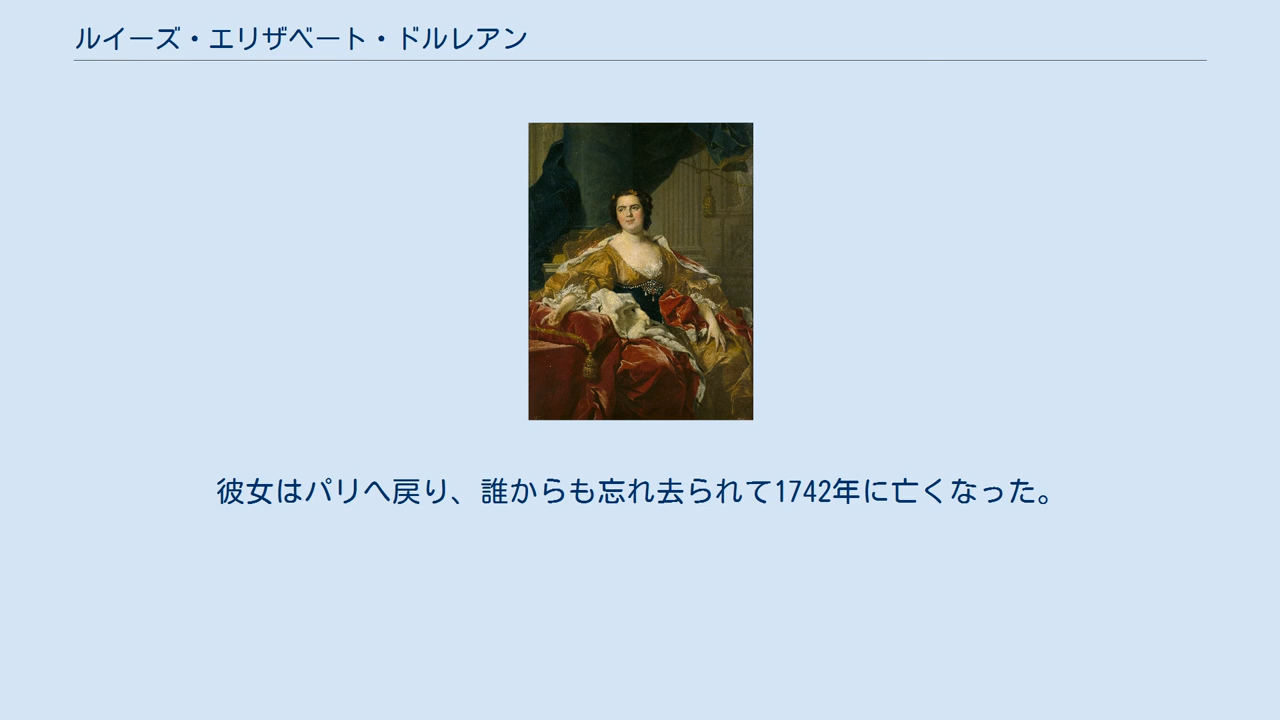 ルイーズ・エリザベート・ドルレアン
彼女はパリへ戻り、誰からも忘れ去られて1742年に亡くなった。